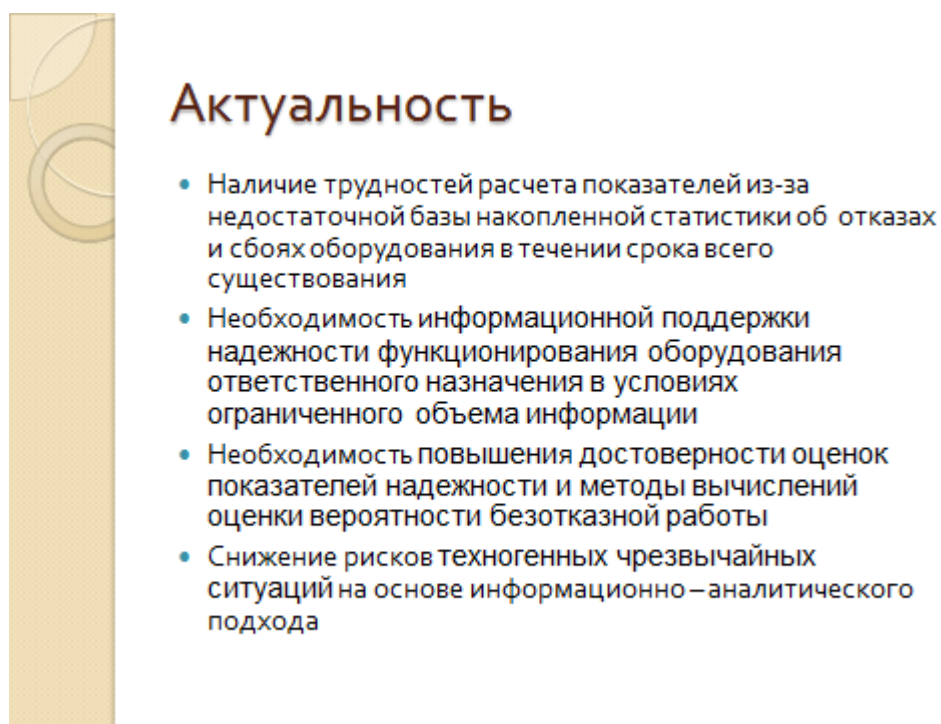 Актуальность
• Наличие трудностей расчета показателей из-за
недостаточной базы накопленной статистики об отказах
и сбоях оборудования в течении срока всего
существования
• Необходимость информационной поддержки
надежности функционирования оборудования
ответственного назначения в условиях
ограниченного объема информации
• Необходимость повышения достоверности оценок
показателей надежности и методы вычислений
оценки вероятности безотказной работы
• Снижение рисков техногенных чрезвычайных
ситуаций на основе информационно – аналитического
подхода